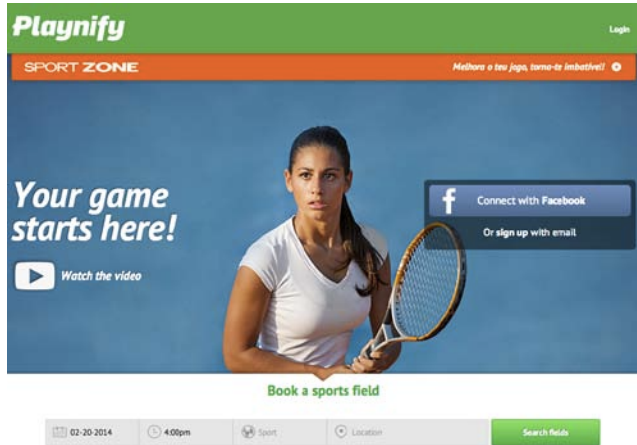 Playnify
Login
SPORT ZONE
Melhora o teu jogo, torna-te imbatível!
Your game
starts here!
Watch the video
f Connect with Facebook
Or sign up with email
Book a sports field
02-20-2014
4:00pm
Sport
Location
Search fields